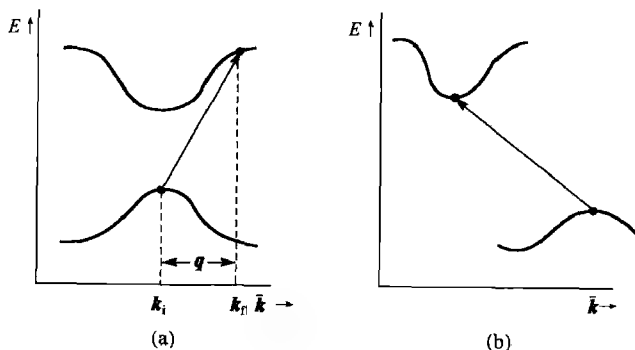 E ↑
E ↑
q
k_i
k_f
k̄ →
k̄ →
(a)
(b)